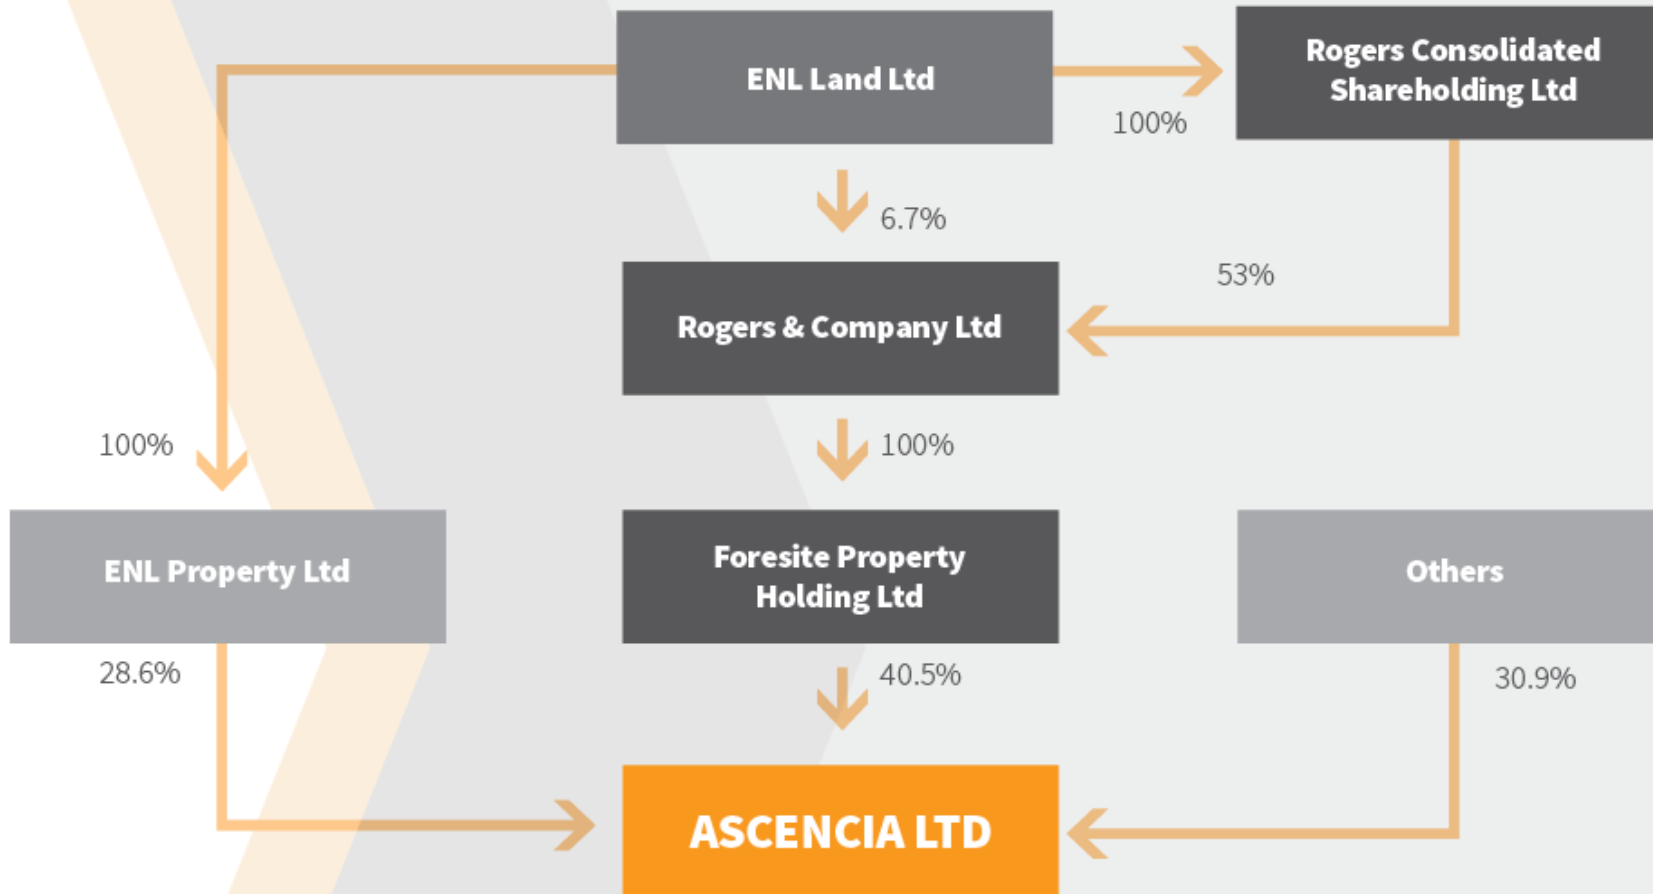 ENL Land Ltd
Rogers Consolidated
Shareholding Ltd
100%
6.7%
53%
Rogers & Company Ltd
100%
100%
ENL Property Ltd
Foresite Property
Holding Ltd
Others
28.6%
40.5%
30.9%
ASCENCIA LTD